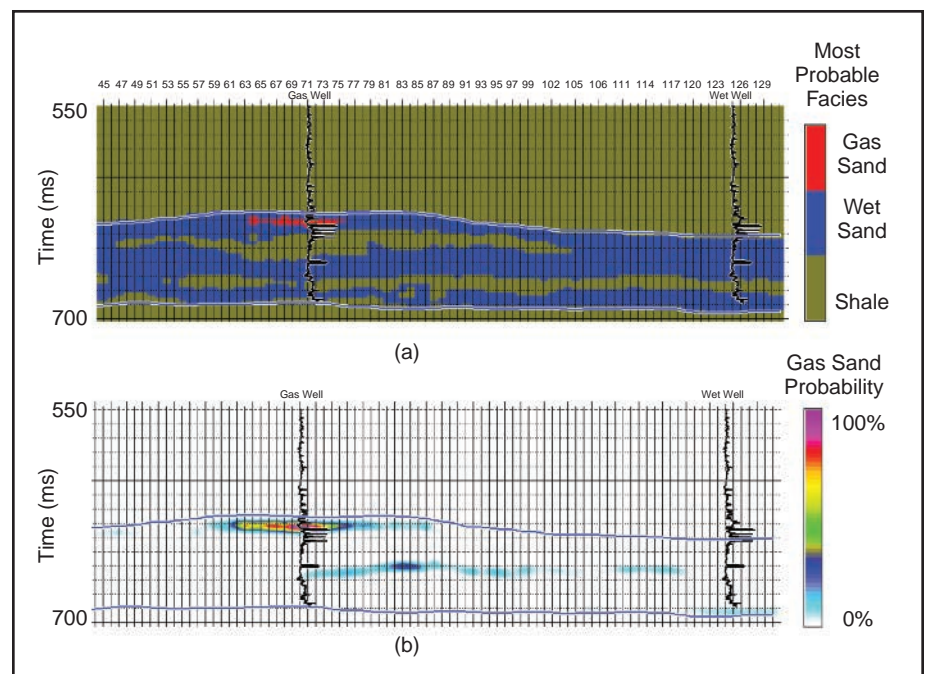 45 47 49 51 53 55 57 59 61 63 65 67 69 71 73 75 77 79 81 83 85 87 89 91 93 95 97 99 102 105 106 108 111 114 117 120 123 126 129
Gas Well
Wet Well
550
Time (ms)
700
(a)
Most
Probable
Facies
Gas
Sand
Wet
Sand
Shale
Gas Well
Wet Well
550
Time (ms)
700
(b)
Gas Sand
Probability
100%
0%